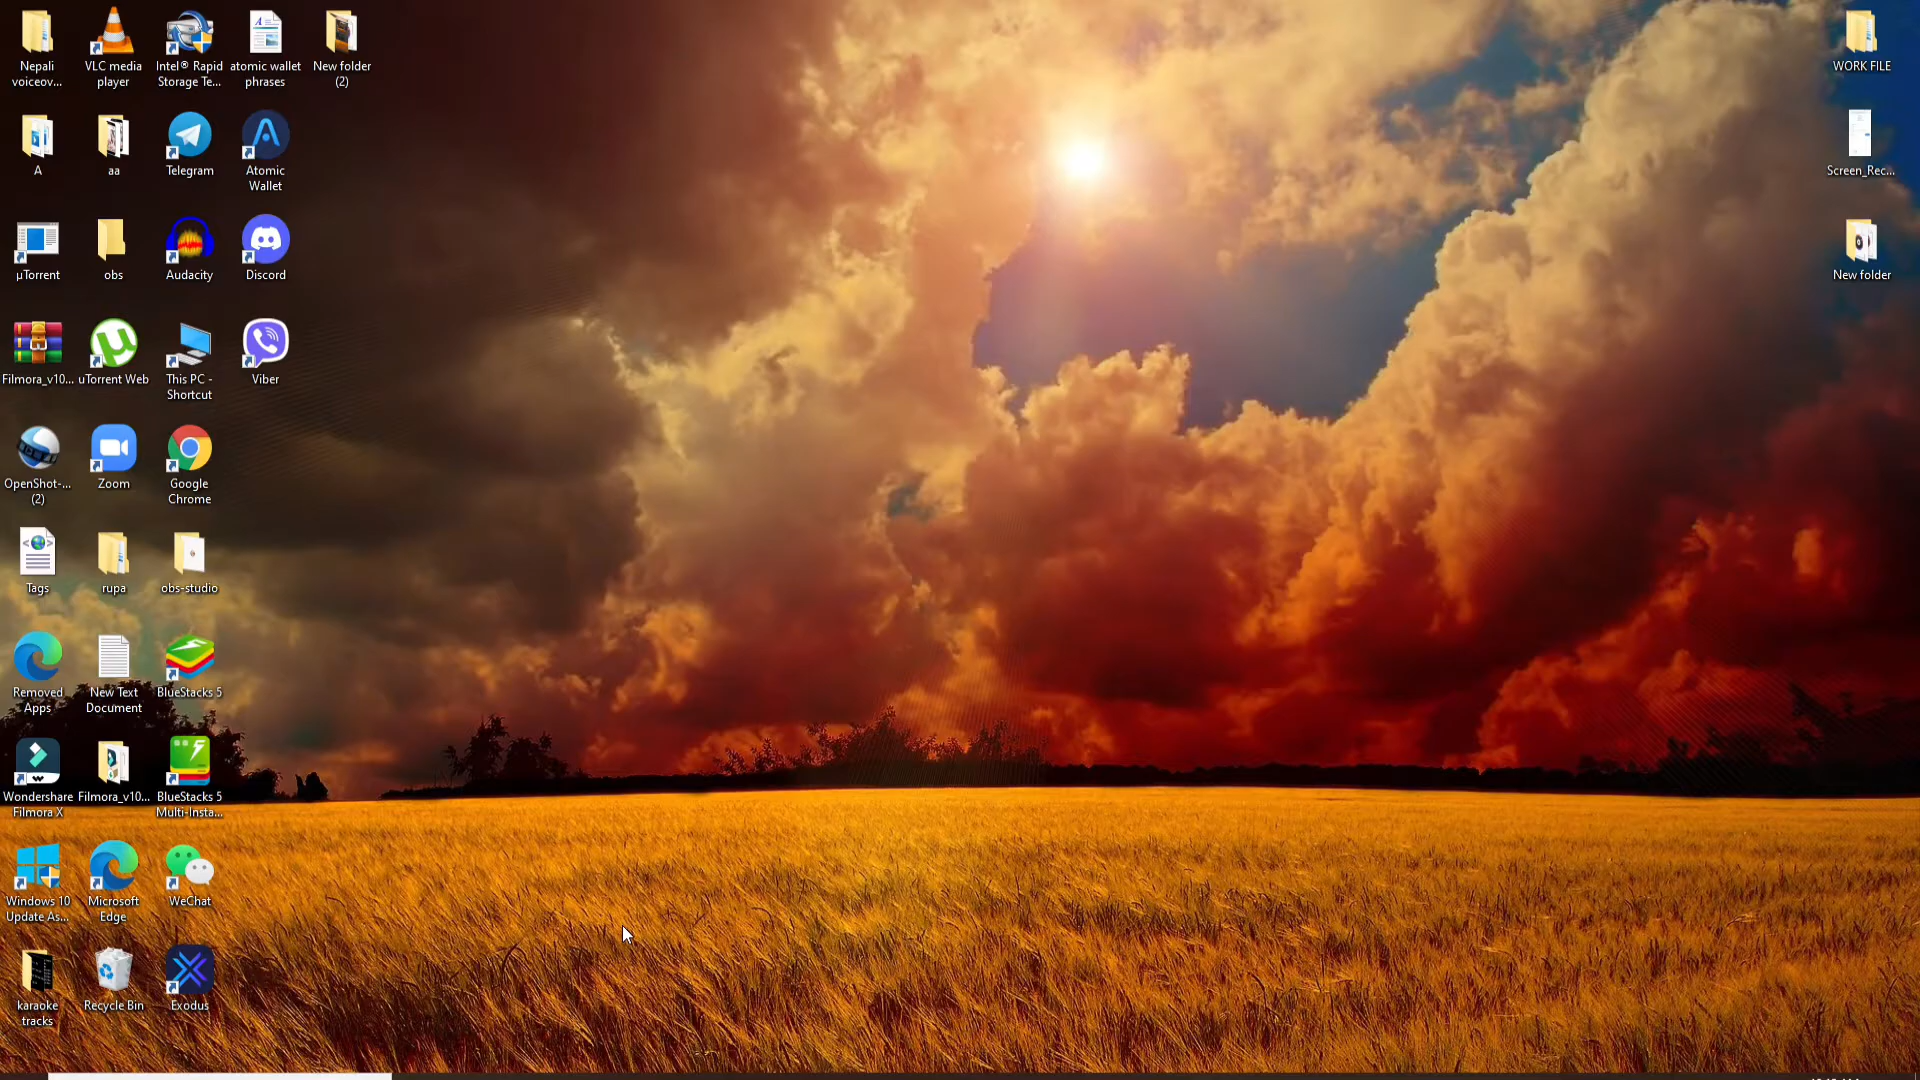 Nepali
voiceov...
VLC media
player
Intel® Rapid
Storage Te...
atomic wallet
phrases
New folder
(2)
WORK FILE
A
aa
Telegram
Atomic
Wallet
Screen_Rec...
µTorrent
obs
Audacity
Discord
New folder
Filmora_v10...
uTorrent Web
This PC -
Shortcut
Viber
OpenShot-...
(2)
Zoom
Google
Chrome
Tags
rupa
obs-studio
Removed
Apps
New Text
Document
BlueStacks 5
Wondershare
Filmora X
Filmora_v10...
BlueStacks 5
Multi-Insta...
Windows 10
Update As...
Microsoft
Edge
WeChat
karaoke
tracks
Recycle Bin
Exodus